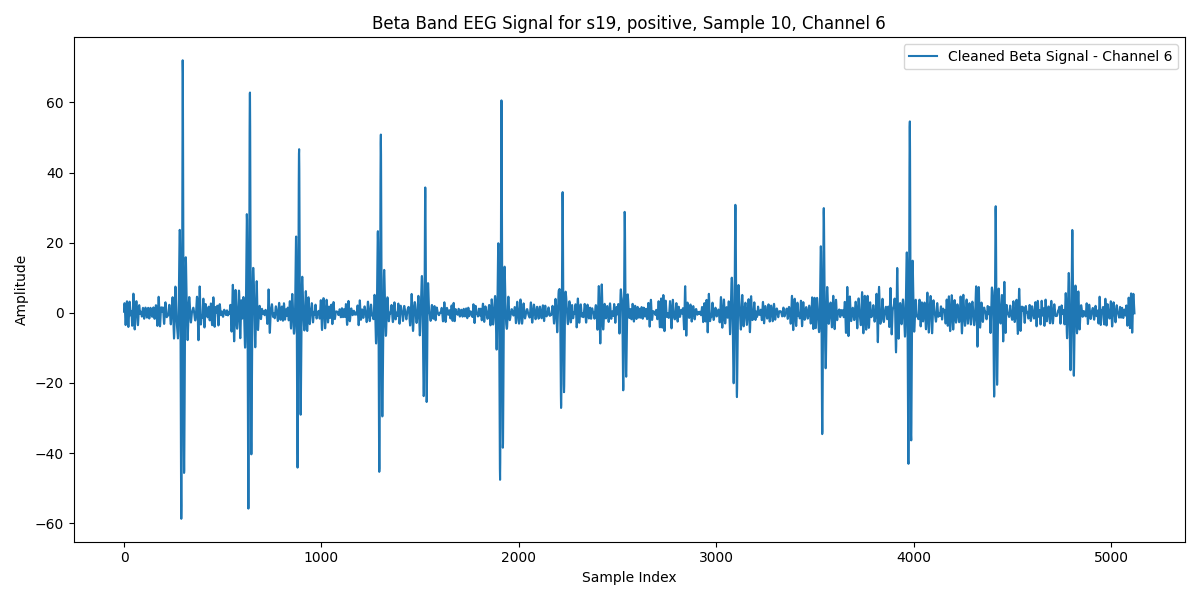 Beta Band EEG Signal for s19, positive, Sample 10, Channel 6
Cleaned Beta Signal - Channel 6
60
40
20
0
−20
−40
−60
Amplitude
0 1000 2000 3000 4000 5000
Sample Index